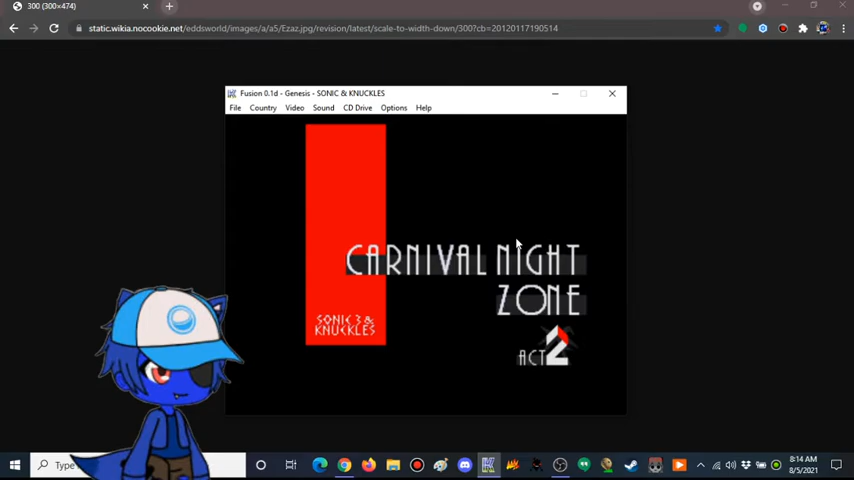 300 (300×474)
static.wikia.nocookie.net/eddsworld/images/a/a5/Ezaz.jpg/revision/latest/scale-to-width-down/300?cb=20120117190514
Fusion 0.1d - Genesis - SONIC & KNUCKLES
File Country Video Sound CD Drive Options Help
CARNIVAL NIGHT
ZONE
SONIC 3 &
KNUCKLES
ACT 2
Type
8:14 AM
8/5/2021